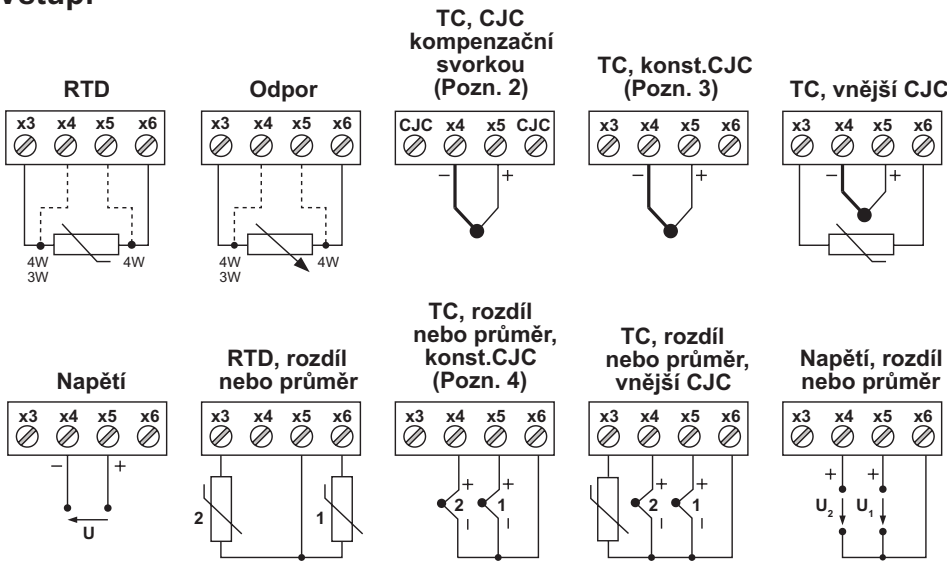 RTD
x3 x4 x5 x6
4W 4W
3W
Odpor
x3 x4 x5 x6
4W 4W
3W
TC, CJC
kompenzační
svorkou
(Pozn. 2)
CJC x4 x5 CJC
– +
TC, konst.CJC
(Pozn. 3)
x3 x4 x5 x6
– +
TC, vnější CJC
x3 x4 x5 x6
– +
Napětí
x3 x4 x5 x6
– +
U
RTD, rozdíl
nebo průměr
x3 x4 x5 x6
2 1
TC, rozdíl
nebo průměr,
konst.CJC
(Pozn. 4)
x3 x4 x5 x6
+ +
2 1
– –
TC, rozdíl
nebo průměr,
vnější CJC
x3 x4 x5 x6
+ +
2 1
– –
Napětí, rozdíl
nebo průměr
x3 x4 x5 x6
+ +
U2 U1